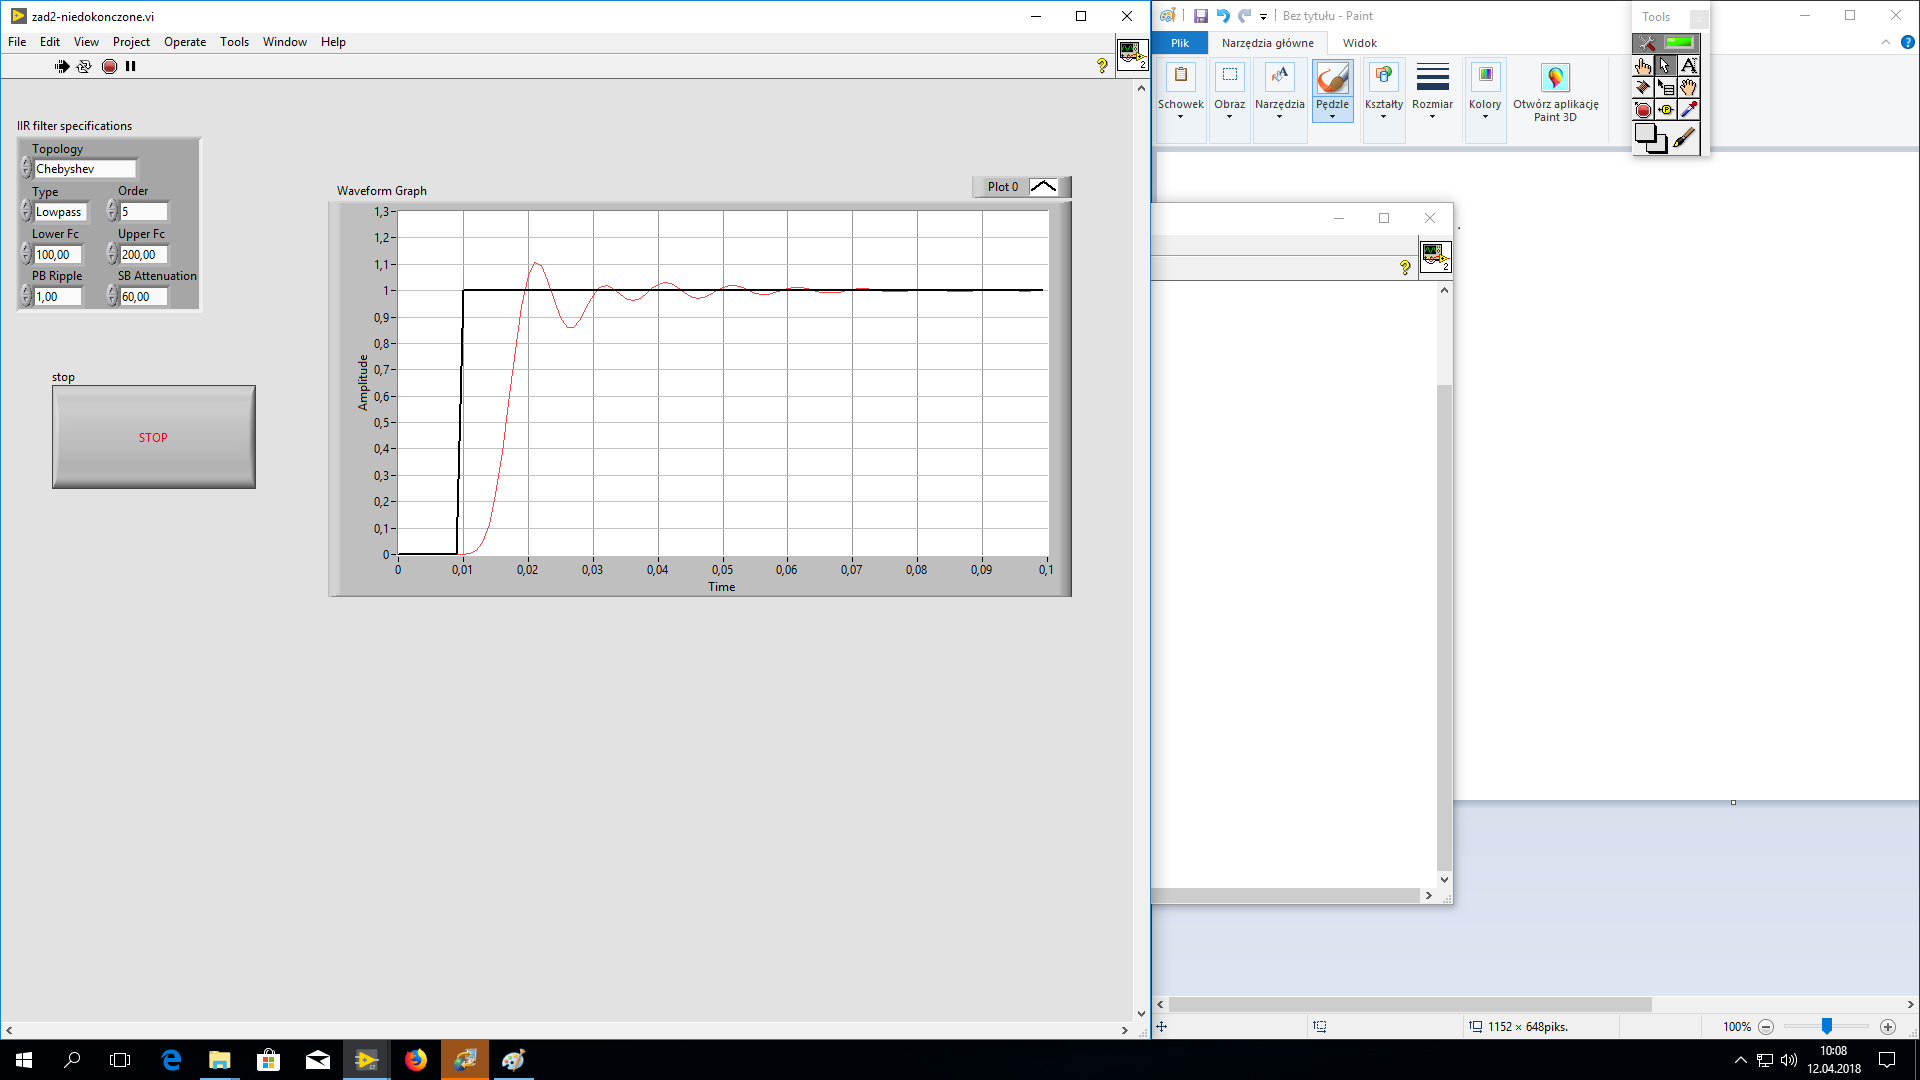 zad2-niedokonczone.vi
File Edit View Project Operate Tools Window Help
2
IIR filter specifications
Topology
Chebyshev
Type Order
Lowpass 5
Lower Fc Upper Fc
100,00 200,00
PB Ripple SB Attenuation
1,00 60,00
stop
STOP
Waveform Graph
Plot 0
1,3
1,2
1,1
1
0,9
0,8
0,7
0,6
0,5
0,4
0,3
0,2
0,1
0
Amplitude
0 0,01 0,02 0,03 0,04 0,05 0,06 0,07 0,08 0,09 0,1
Time
Bez tytułu - Paint
Plik Narzędzia główne Widok
Schowek Obraz Narzędzia Pędzle Kształty Rozmiar Kolory Otwórz aplikację
Paint 3D
Tools
2
1152 × 648piks.
100%
10:08
12.04.2018